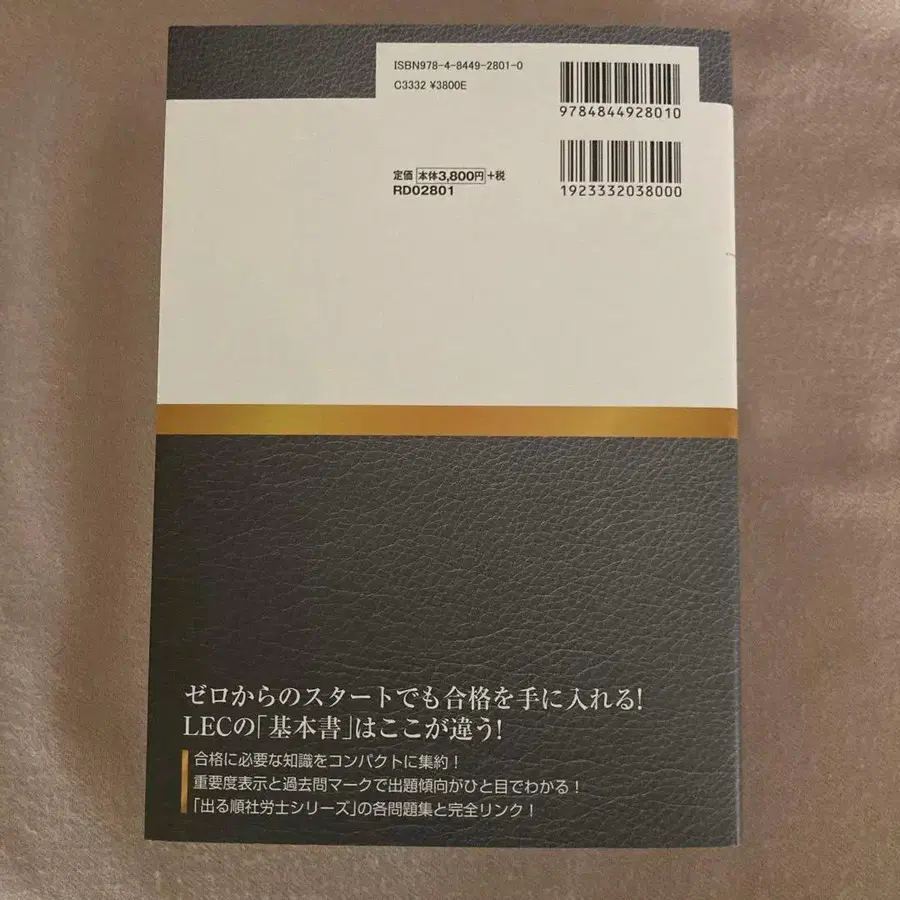 ISBN978-4-8449-2801-0
C3332 ¥3800E
9784844928010
定価 本体3,800円+税
RD02801
1923332038000
ゼロからのスタートでも合格を手に入れる!
LECの「基本書」はここが違う!
合格に必要な知識をコンパクトに集約!
重要度表示と過去問マークで出題傾向がひと目でわかる!
「出る順社労士シリーズ」の各問題集と完全リンク!